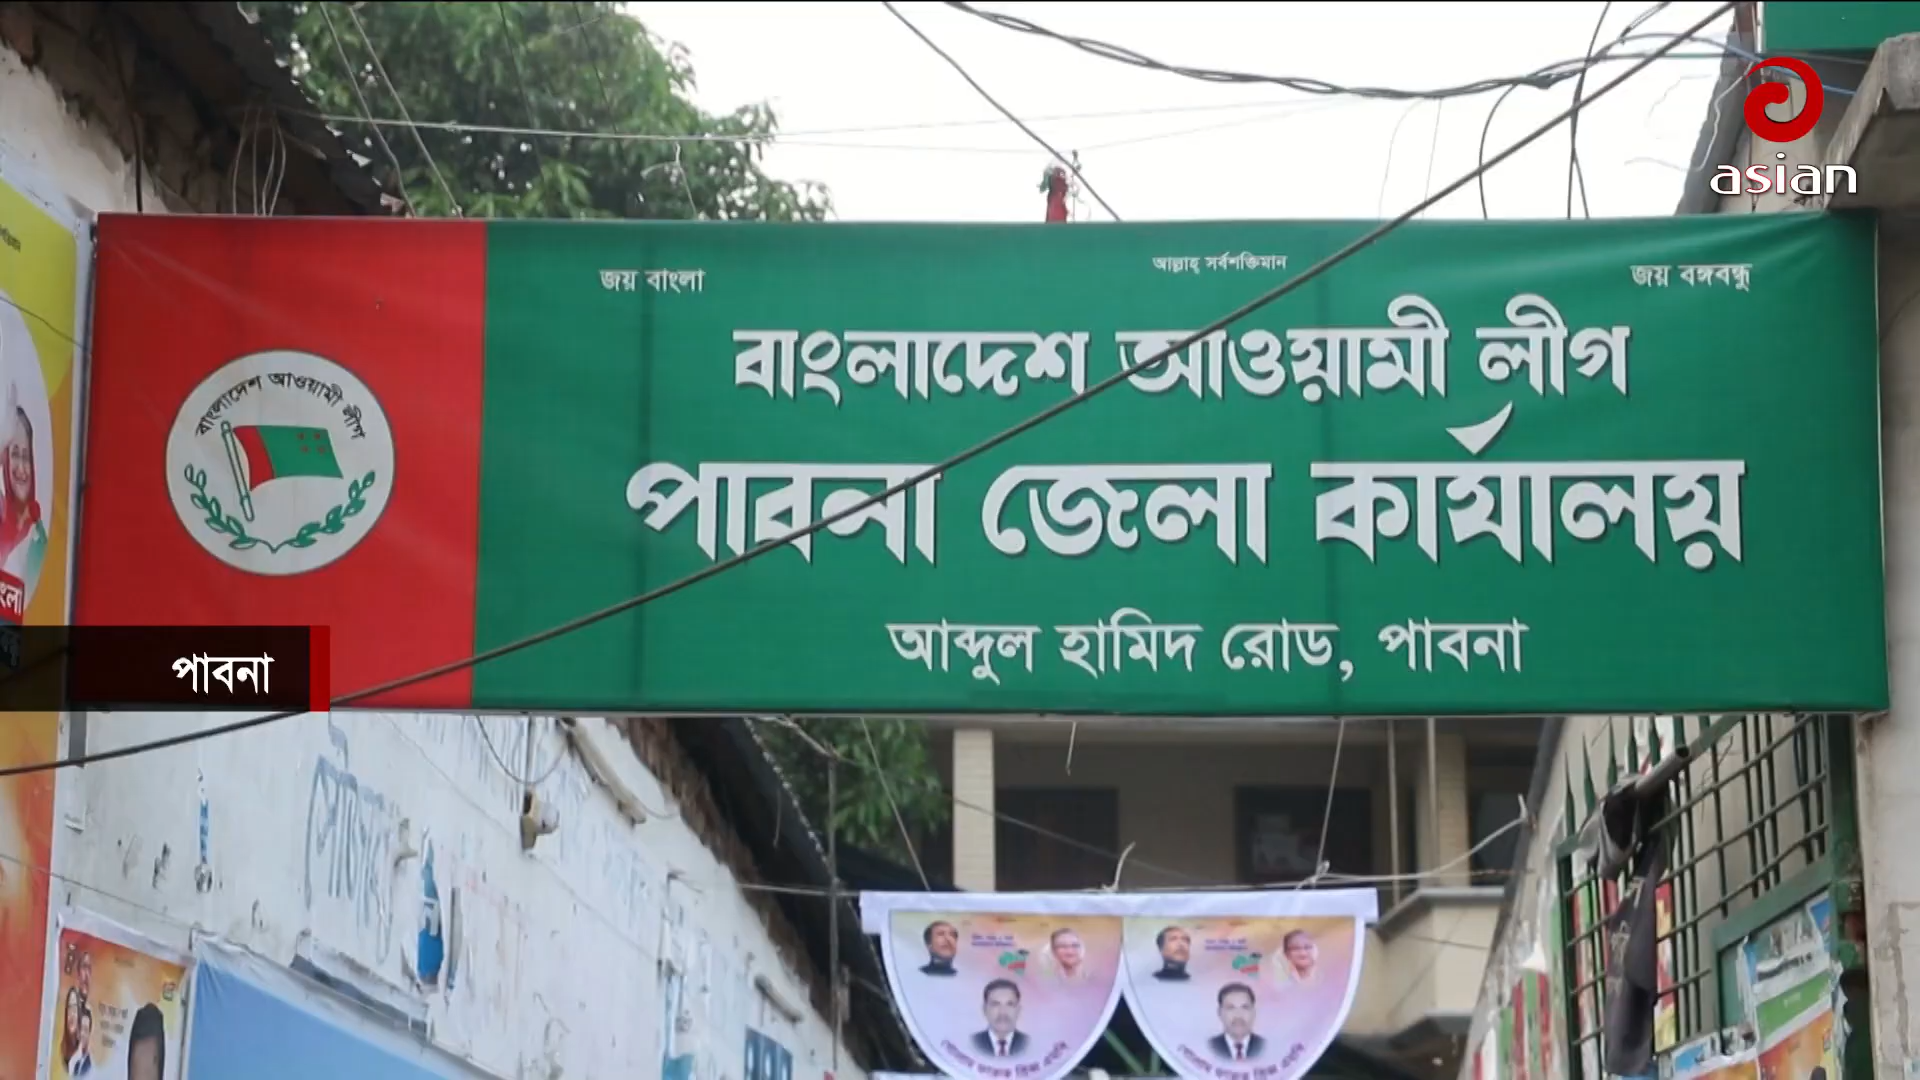 asian
জয় বাংলা
আল্লাহ্ সর্বশক্তিমান
জয় বঙ্গবন্ধু
বাংলাদেশ আওয়ামী লীগ
পাবনা জেলা কার্যালয়
আব্দুল হামিদ রোড, পাবনা
বাংলাদেশ আওয়ামী লীগ
পাবনা